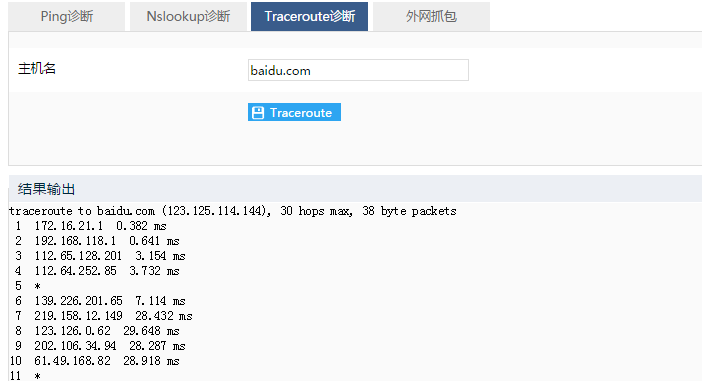 Ping诊断 Nslookup诊断 Traceroute诊断 外网抓包
主机名 baidu.com
Traceroute
结果输出
traceroute to baidu.com (123.125.114.144), 30 hops max, 38 byte packets
1 172.16.21.1 0.382 ms
2 192.168.118.1 0.641 ms
3 112.65.128.201 3.154 ms
4 112.64.252.85 3.732 ms
5 *
6 139.226.201.65 7.114 ms
7 219.158.12.149 28.432 ms
8 123.126.0.62 29.648 ms
9 202.106.34.94 28.287 ms
10 61.49.168.82 28.918 ms
11 *